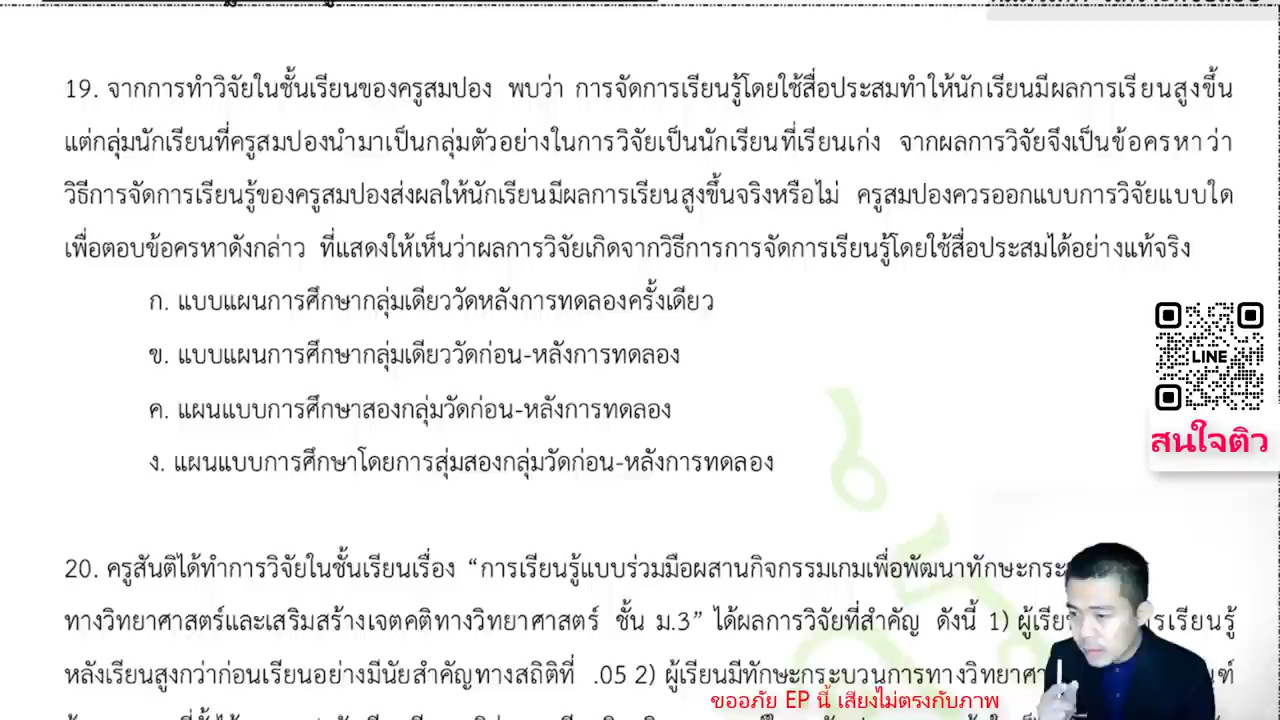 19. จากการทำวิจัยในชั้นเรียนของครูสมปอง พบว่า การจัดการเรียนรู้โดยใช้สื่อประสมทำให้นักเรียนมีผลการเรียนสูงขึ้น
แต่กลุ่มนักเรียนที่ครูสมปองนำมาเป็นกลุ่มตัวอย่างในการวิจัยเป็นนักเรียนที่เรียนเก่ง จากผลการวิจัยจึงเป็นข้อครหาว่า
วิธีการจัดการเรียนรู้ของครูสมปองส่งผลให้นักเรียนมีผลการเรียนสูงขึ้นจริงหรือไม่ ครูสมปองควรออกแบบการวิจัยแบบใด
เพื่อตอบข้อครหาดังกล่าว ที่แสดงให้เห็นว่าผลการวิจัยเกิดจากวิธีการการจัดการเรียนรู้โดยใช้สื่อประสมได้อย่างแท้จริง
ก. แบบแผนการศึกษากลุ่มเดียววัดหลังการทดลองครั้งเดียว
ข. แบบแผนการศึกษากลุ่มเดียววัดก่อน-หลังการทดลอง
ค. แผนแบบการศึกษาสองกลุ่มวัดก่อน-หลังการทดลอง
ง. แผนแบบการศึกษาโดยการสุ่มสองกลุ่มวัดก่อน-หลังการทดลอง
LINE
สนใจติว
20. ครูสันติได้ทำการวิจัยในชั้นเรียนเรื่อง “การเรียนรู้แบบร่วมมือผสานกิจกรรมเกมเพื่อพัฒนาทักษะกระ
ทางวิทยาศาสตร์และเสริมสร้างเจตคติทางวิทยาศาสตร์ ชั้น ม.3” ได้ผลการวิจัยที่สำคัญ ดังนี้ 1) ผู้เรีย รเรียนรู้
หลังเรียนสูงกว่าก่อนเรียนอย่างมีนัยสำคัญทางสถิติที่ .05 2) ผู้เรียนมีทักษะกระบวนการทางวิทยาศา
ขออภัย EP นี้ เสียงไม่ตรงกับภาพ